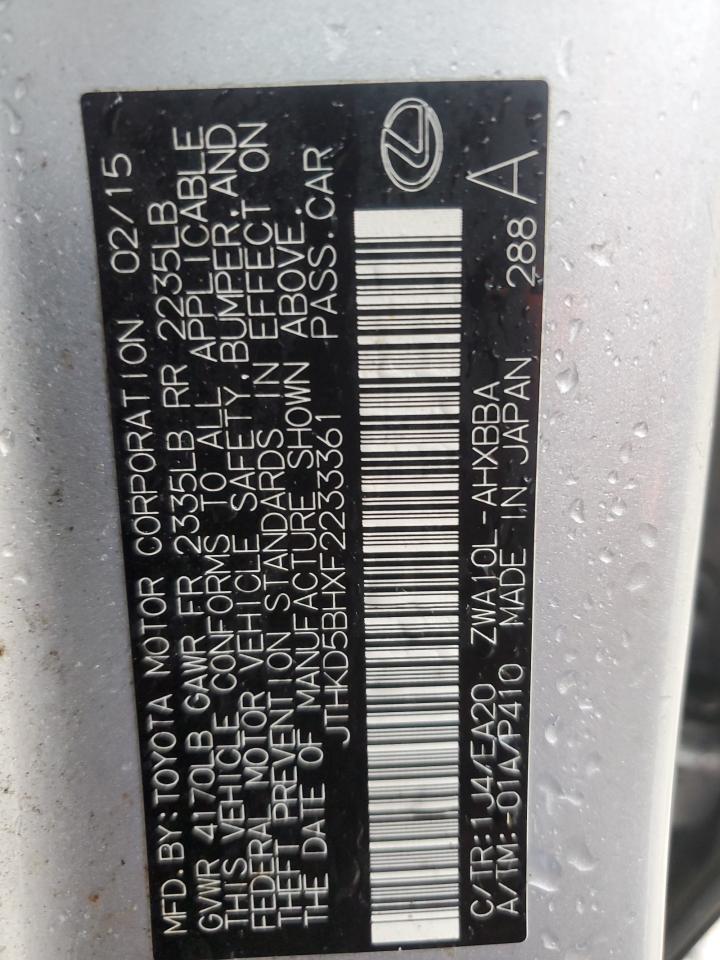 MFD.BY:TOYOTA MOTOR CORPORATION 02/15
GVWR 4170LB GAWR FR 2335LB RR 2235LB
THIS VEHICLE CONFORMS TO ALL APPLICABLE
FEDERAL MOTOR VEHICLE SAFETY,BUMPER,AND
THEFT PREVENTION STANDARDS IN EFFECT ON
THE DATE OF MANUFACTURE SHOWN ABOVE.
JTHKD5BHXF2233361 PASS.CAR
C/TR:1J4/EA20 ZWA10L-AHXBBA 288 A
A/TM:-01A/P410 MADE IN JAPAN